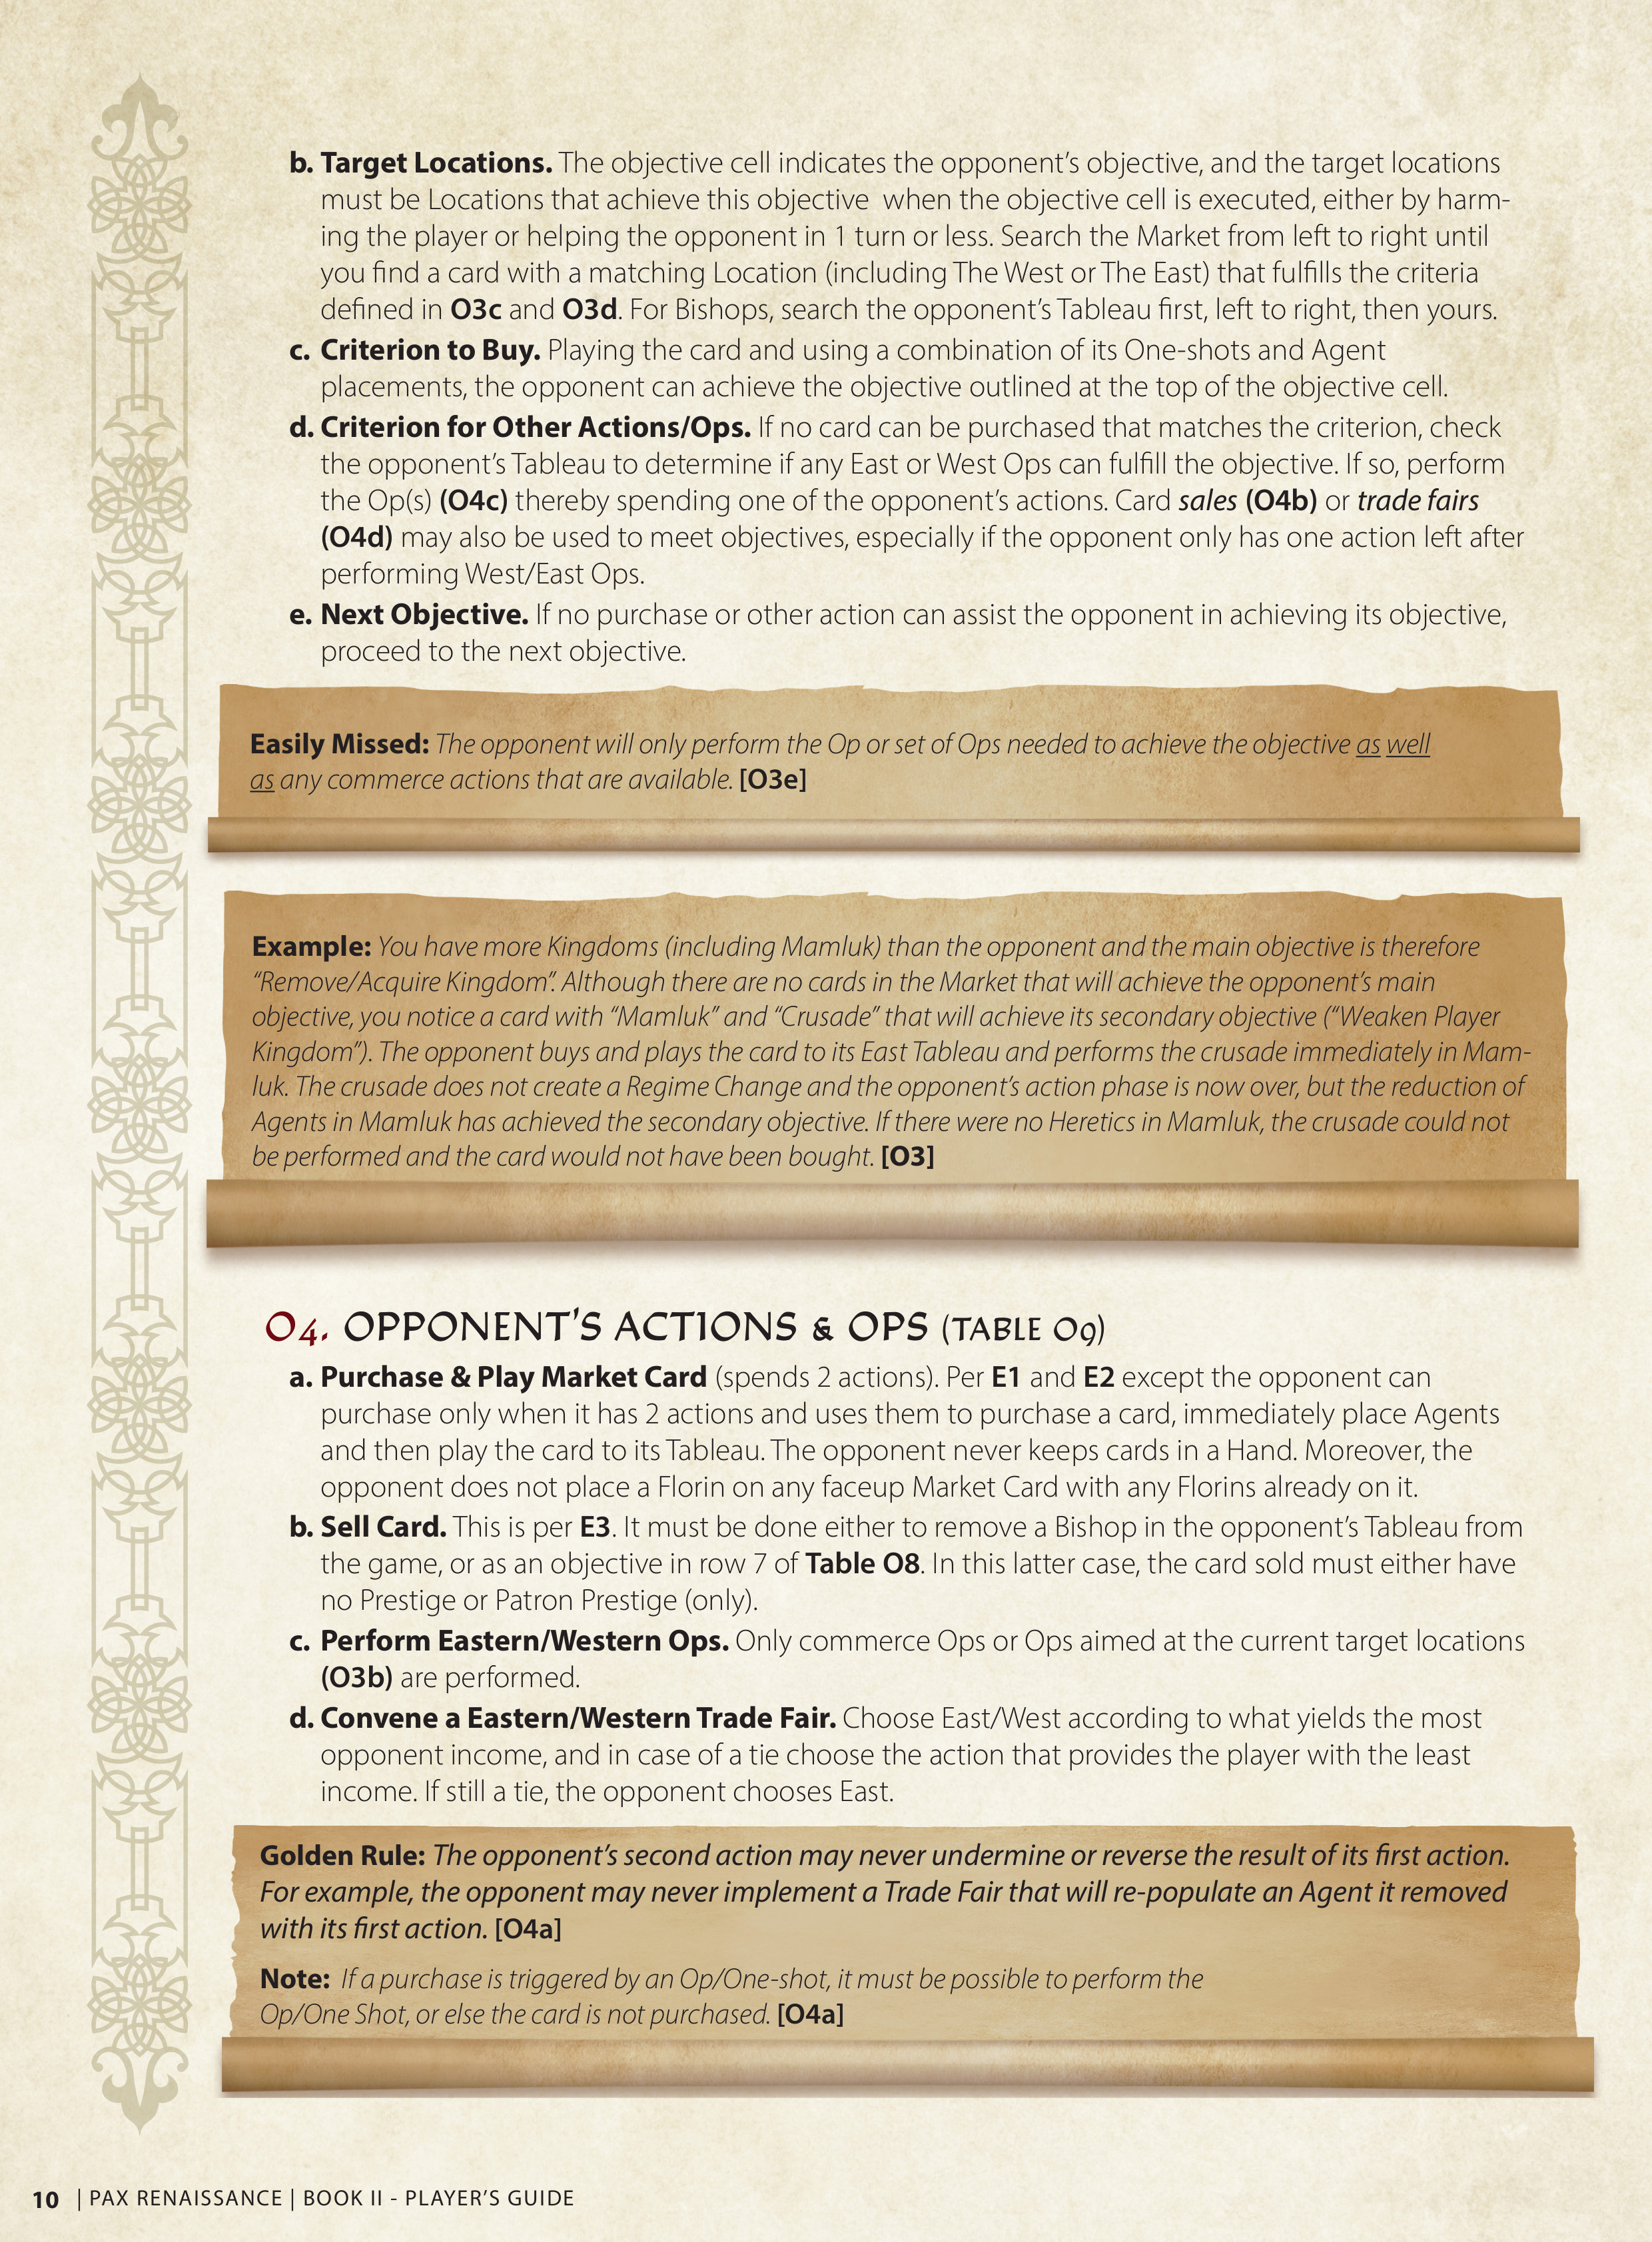 b. Target Locations. The objective cell indicates the opponent's objective, and the target locations
must be Locations that achieve this objective  when the objective cell is executed, either by harm-
ing the player or helping the opponent in 1 turn or less. Search the Market from left to right until
you find a card with a matching Location (including The West or The East) that fulfills the criteria
defined in O3c and O3d. For Bishops, search the opponent's Tableau first, left to right, then yours.
c. Criterion to Buy. Playing the card and using a combination of its One-shots and Agent
placements, the opponent can achieve the objective outlined at the top of the objective cell.
d. Criterion for Other Actions/Ops. If no card can be purchased that matches the criterion, check
the opponent's Tableau to determine if any East or West Ops can fulfill the objective. If so, perform
the Op(s) (O4c) thereby spending one of the opponent's actions. Card sales (O4b) or trade fairs
(O4d) may also be used to meet objectives, especially if the opponent only has one action left after
performing West/East Ops.
e. Next Objective. If no purchase or other action can assist the opponent in achieving its objective,
proceed to the next objective.
Easily Missed: The opponent will only perform the Op or set of Ops needed to achieve the objective as well
as any commerce actions that are available. [O3e]
Example: You have more Kingdoms (including Mamluk) than the opponent and the main objective is therefore
"Remove/Acquire Kingdom". Although there are no cards in the Market that will achieve the opponent's main
objective, you notice a card with "Mamluk" and "Crusade" that will achieve its secondary objective ("Weaken Player
Kingdom"). The opponent buys and plays the card to its East Tableau and performs the crusade immediately in Mam-
luk. The crusade does not create a Regime Change and the opponent's action phase is now over, but the reduction of
Agents in Mamluk has achieved the secondary objective. If there were no Heretics in Mamluk, the crusade could not
be performed and the card would not have been bought. [O3]
O4. OPPONENT'S ACTIONS & OPS (TABLE O9)
a. Purchase & Play Market Card (spends 2 actions). Per E1 and E2 except the opponent can
purchase only when it has 2 actions and uses them to purchase a card, immediately place Agents
and then play the card to its Tableau. The opponent never keeps cards in a Hand. Moreover, the
opponent does not place a Florin on any faceup Market Card with any Florins already on it.
b. Sell Card. This is per E3. It must be done either to remove a Bishop in the opponent's Tableau from
the game, or as an objective in row 7 of Table O8. In this latter case, the card sold must either have
no Prestige or Patron Prestige (only).
c. Perform Eastern/Western Ops. Only commerce Ops or Ops aimed at the current target locations
(O3b) are performed.
d. Convene a Eastern/Western Trade Fair. Choose East/West according to what yields the most
opponent income, and in case of a tie choose the action that provides the player with the least
income. If still a tie, the opponent chooses East.
Golden Rule: The opponent's second action may never undermine or reverse the result of its first action.
For example, the opponent may never implement a Trade Fair that will re-populate an Agent it removed
with its first action. [O4a]
Note: If a purchase is triggered by an Op/One-shot, it must be possible to perform the
Op/One Shot, or else the card is not purchased. [O4a]
10 | PAX RENAISSANCE | BOOK II - PLAYER'S GUIDE